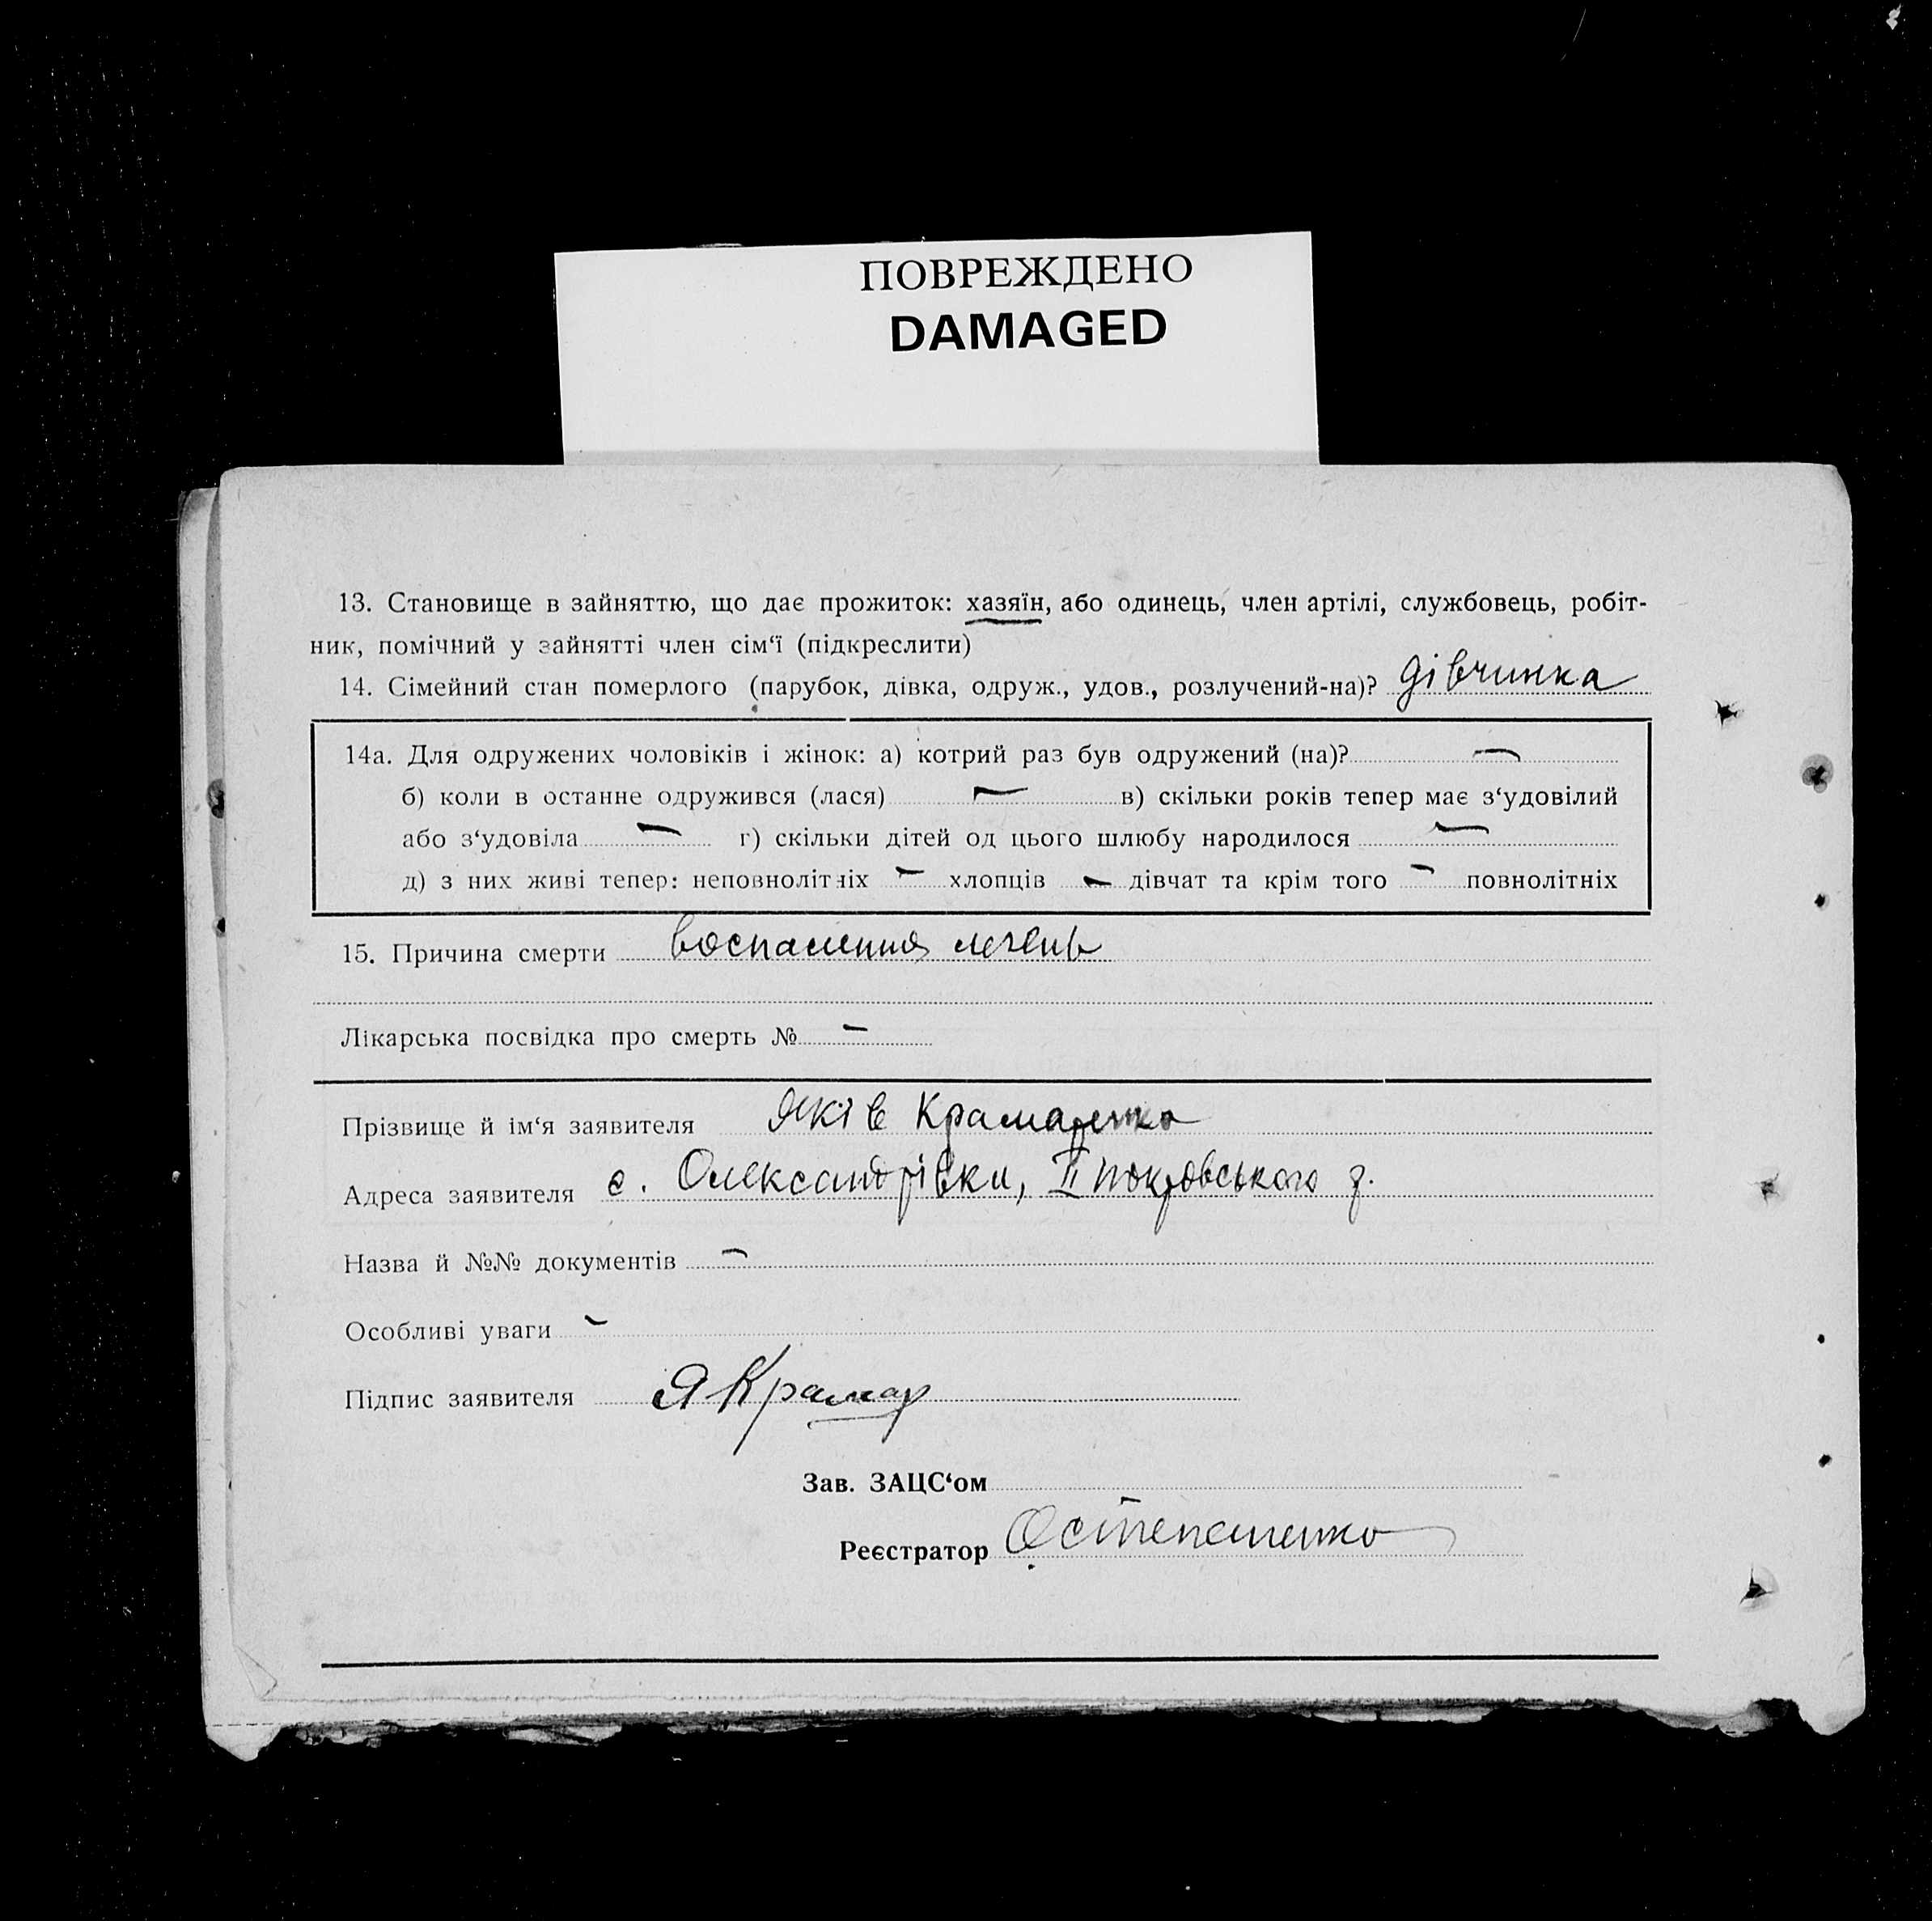 ПОВРЕЖДЕНО
DAMAGED
13. Становище в зайняттю, що дає прожиток: хазяїн, або одинець, член артілі, службовець, робіт-
ник, помічний у зайнятті член сім‘ї (підкреслити)
14. Сімейний стан померлого (парубок, дівка, одруж., удов., розлучений-на)? дівчинка
14а. Для одружених чоловіків і жінок: а) котрий раз був одружений (на)? —
б) коли в останне одружився (лася) — в) скільки років тепер має з‘удовілий
або з‘удовіла — г) скільки дітей од цього шлюбу народилося —
д) з них живі тепер: неповнолітніх — хлопців — дівчат та крім того — повнолітніх
15. Причина смерти воспаления легень
Лікарська посвідка про смерть № —
Прізвище й ім‘я заявителя Яків Крамаренко
Адреса заявителя с. Олександрівки, II Покровського р.
Назва й №№ документів —
Особливі уваги —
Підпис заявителя Я Крамар
Зав. ЗАЦС‘ом
Реєстратор